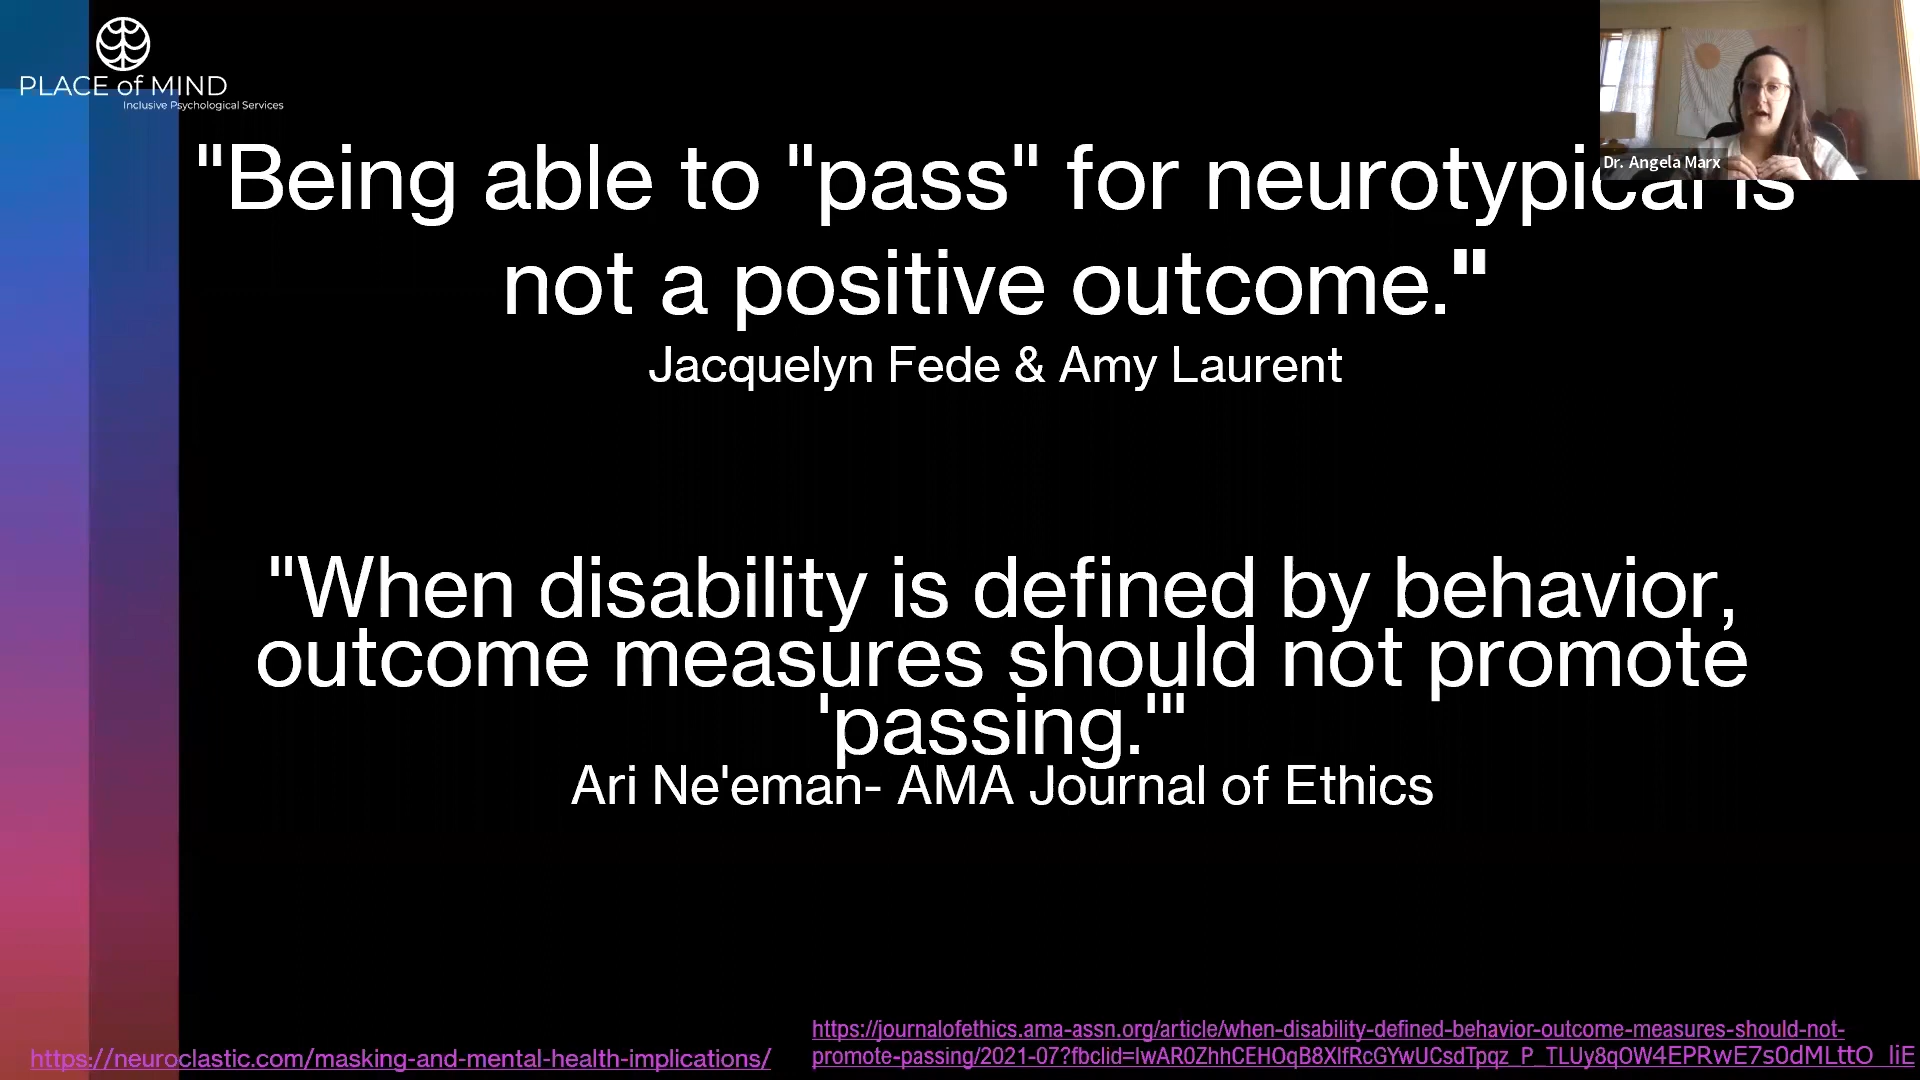 PLACE of MIND
Inclusive Psychological Services
Dr. Angela Marx
"Being able to "pass" for neurotypical is
not a positive outcome."
Jacquelyn Fede & Amy Laurent
"When disability is defined by behavior,
outcome measures should not promote
'passing.'"
Ari Ne'eman- AMA Journal of Ethics
https://neuroclastic.com/masking-and-mental-health-implications/
https://journalofethics.ama-assn.org/article/when-disability-defined-behavior-outcome-measures-should-not-
promote-passing/2021-07?fbclid=IwAR0ZhhCEHOqB8XIfRcGYwUCsdTpqz_P_TLUy8qOW4EPRwE7s0dMLttO_IiE